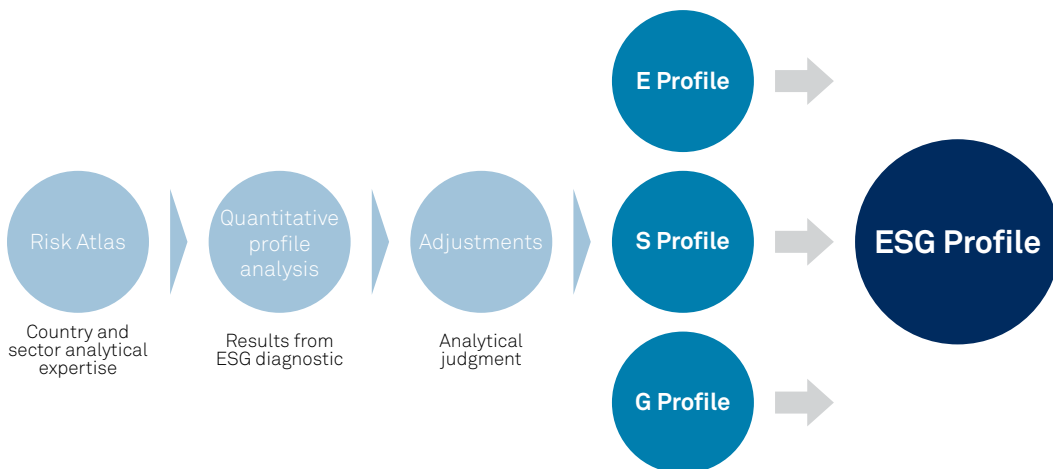 Risk Atlas
Country and
sector analytical
expertise
Quantitative
profile
analysis
Results from
ESG diagnostic
Adjustments
Analytical
judgment
E Profile
S Profile
G Profile
ESG Profile